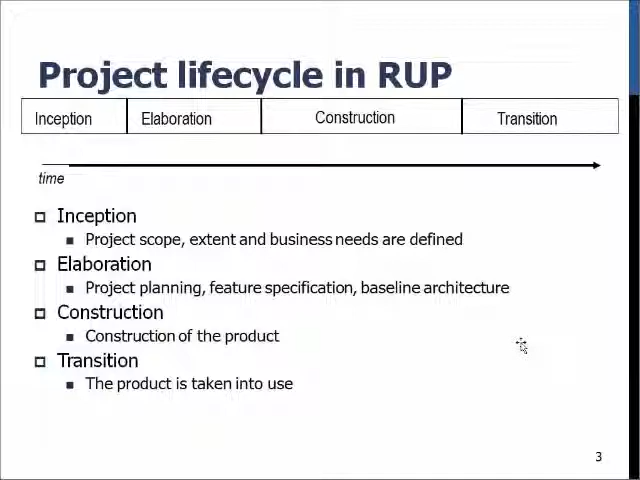 Project lifecycle in RUP
Inception Elaboration Construction Transition
time
Inception
Project scope, extent and business needs are defined
Elaboration
Project planning, feature specification, baseline architecture
Construction
Construction of the product
Transition
The product is taken into use
3